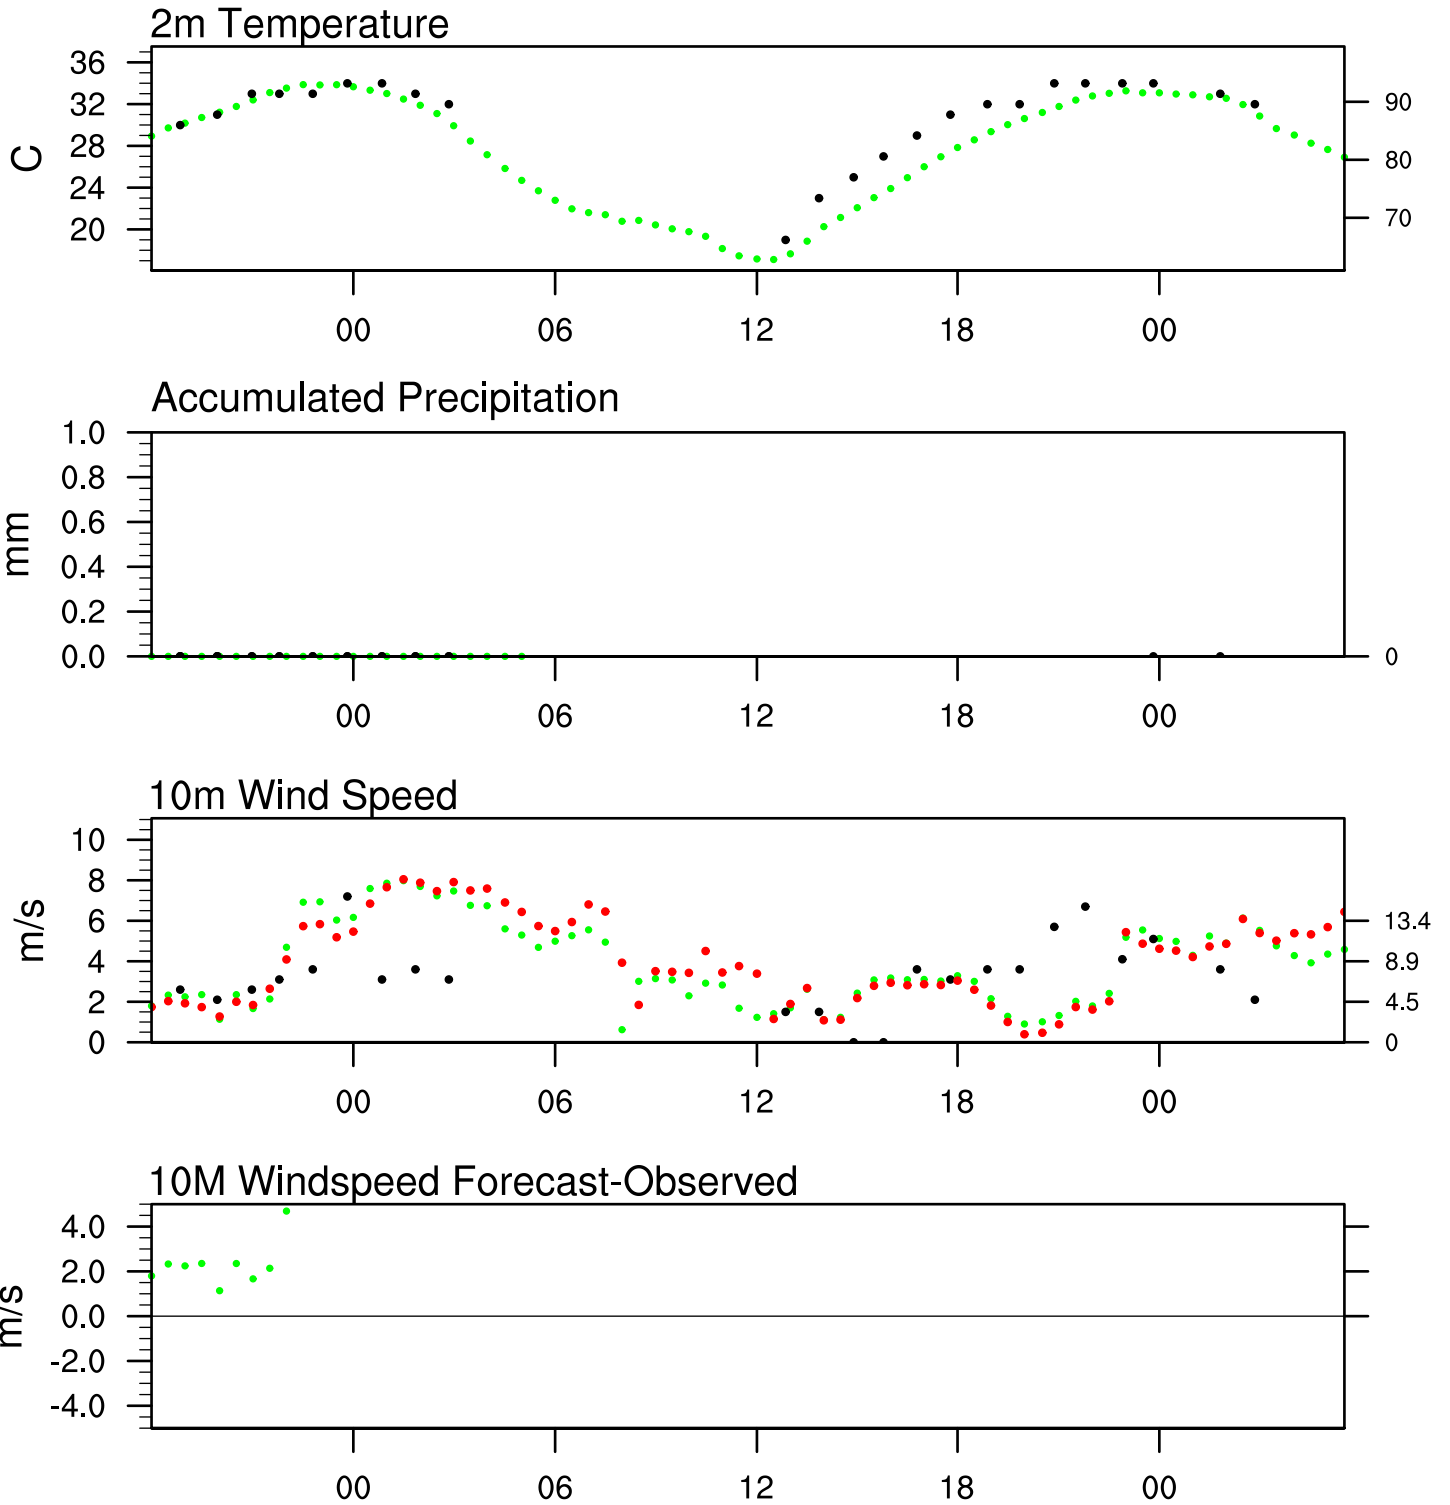 2m Temperature
36
32
28
24
20
C
90
80
70
00 06 12 18 00
Accumulated Precipitation
1.0
0.8
0.6
0.4
0.2
0.0
mm
0
00 06 12 18 00
10m Wind Speed
10
8
6
4
2
0
m/s
13.4
8.9
4.5
0
00 06 12 18 00
10M Windspeed Forecast-Observed
4.0
2.0
0.0
-2.0
-4.0
m/s
00 06 12 18 00